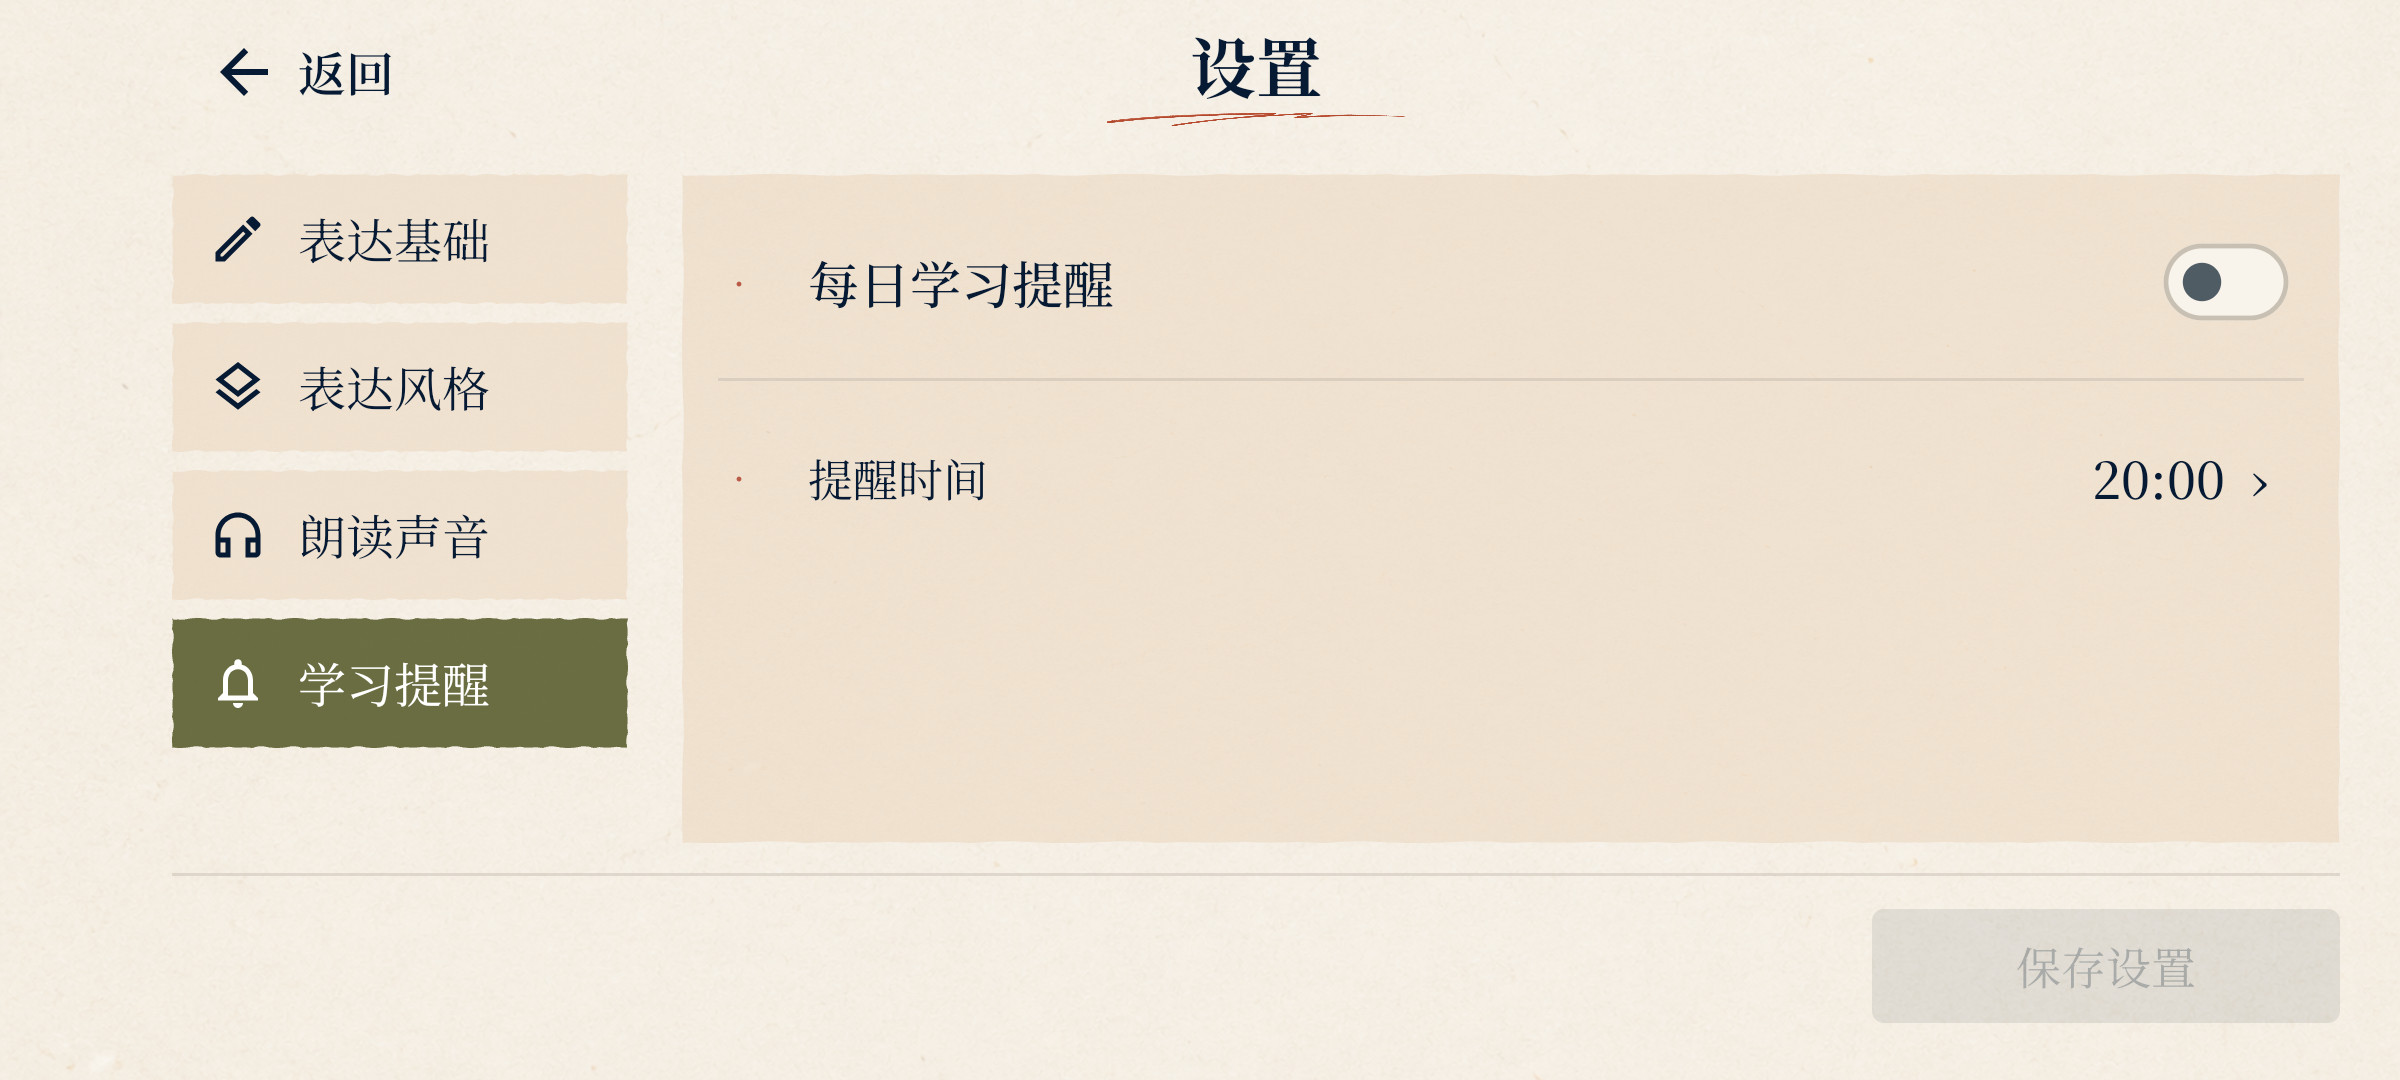 返回
设置
表达基础
表达风格
朗读声音
学习提醒
每日学习提醒
提醒时间
20:00 ›
保存设置